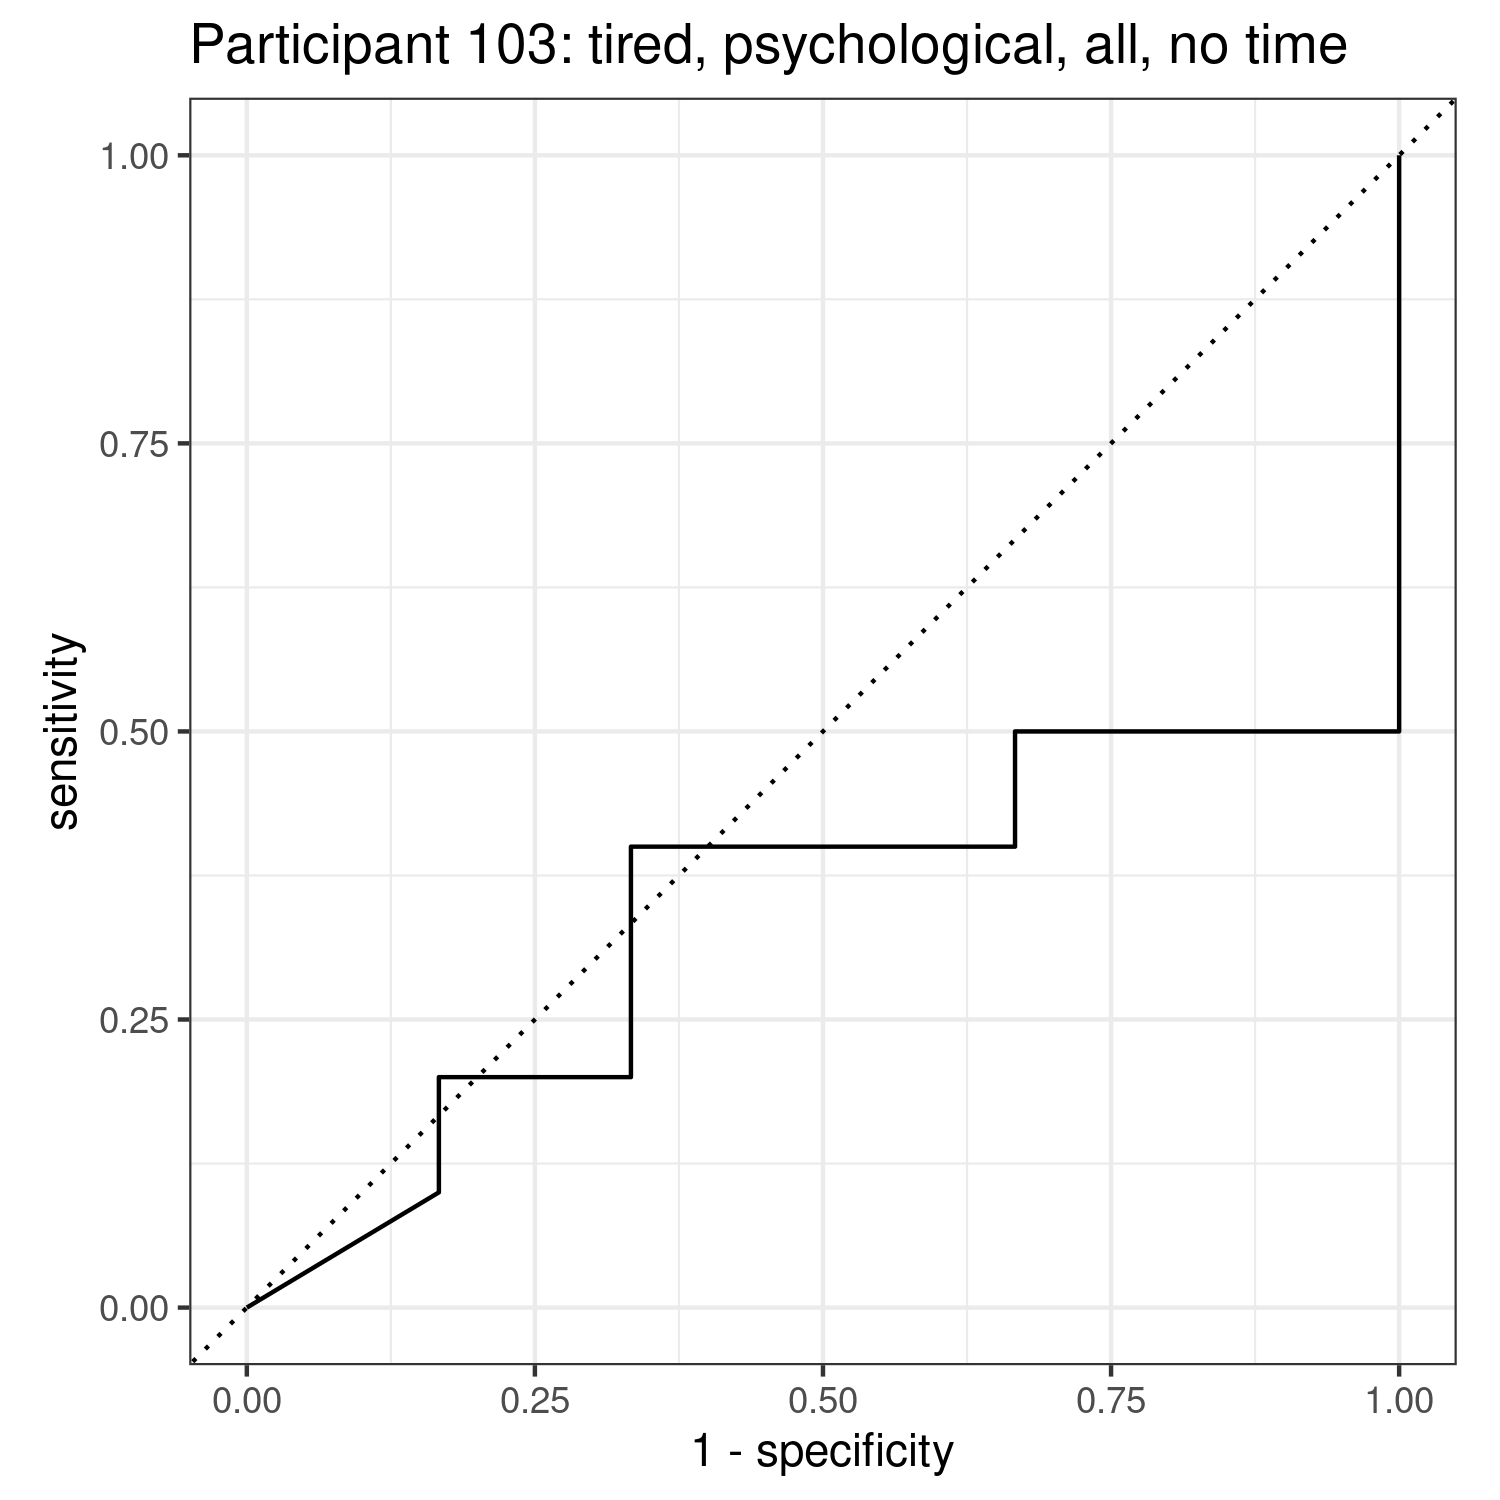 Participant 103: tired, psychological, all, no time
1.00
0.75
0.50
0.25
0.00
sensitivity
0.00 0.25 0.50 0.75 1.00
1 - specificity